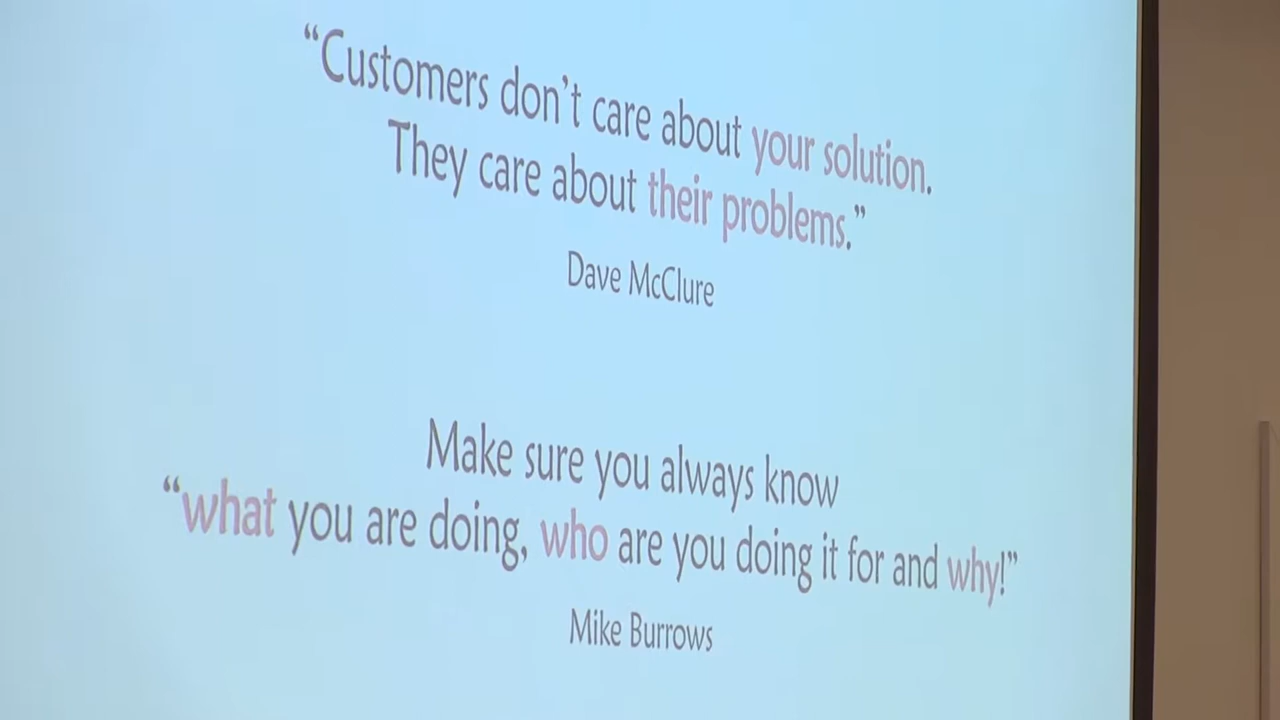 “Customers don’t care about your solution.
They care about their problems.”
Dave McClure
Make sure you always know
“what you are doing, who are you doing it for and why!”
Mike Burrows